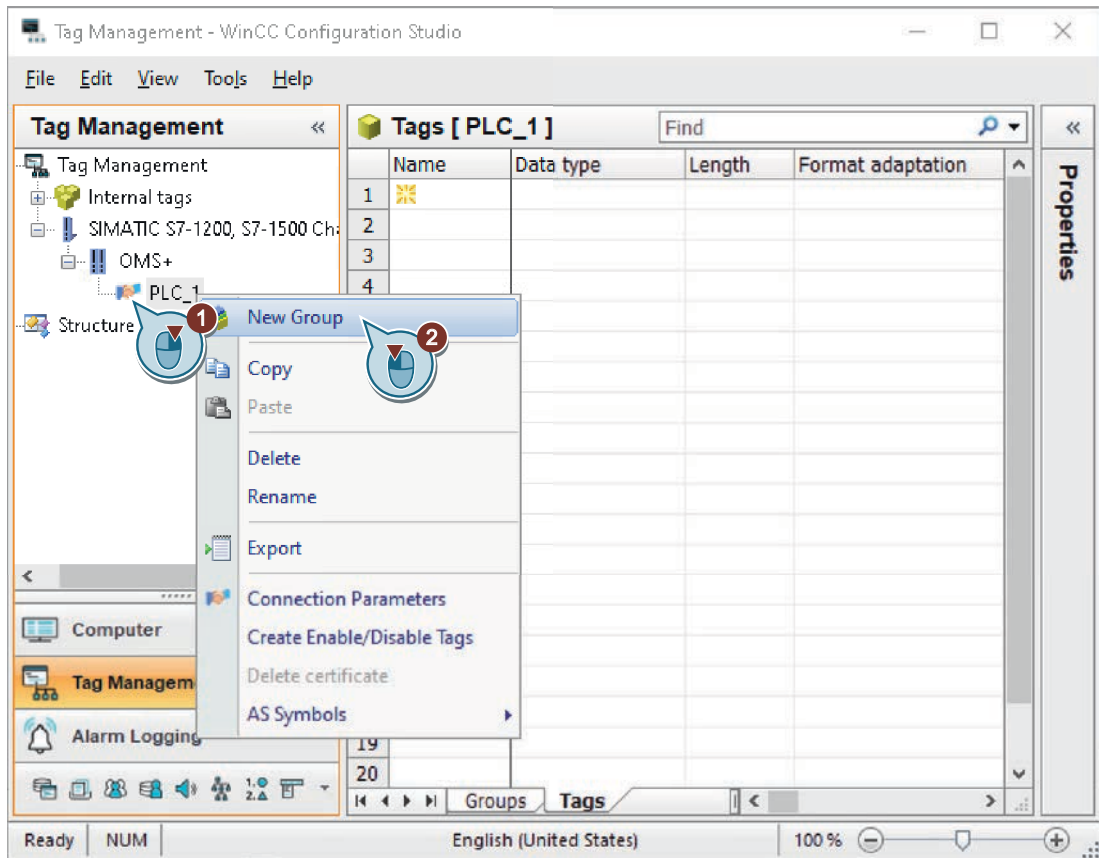 Tag Management - WinCC Configuration Studio
File Edit View Tools Help
Tag Management «
Tag Management
Internal tags
SIMATIC S7-1200, S7-1500 Cha
OMS+
PLC_1
Structure
Tags [ PLC_1 ]
Find
Name Data type Length Format adaptation
1
2
3
4
19
20
1
2
New Group
Copy
Paste
Delete
Rename
Export
Connection Parameters
Create Enable/Disable Tags
Delete certificate
AS Symbols
Computer
Tag Managem
Alarm Logging
Groups Tags
«
Properties
Ready NUM English (United States) 100 %